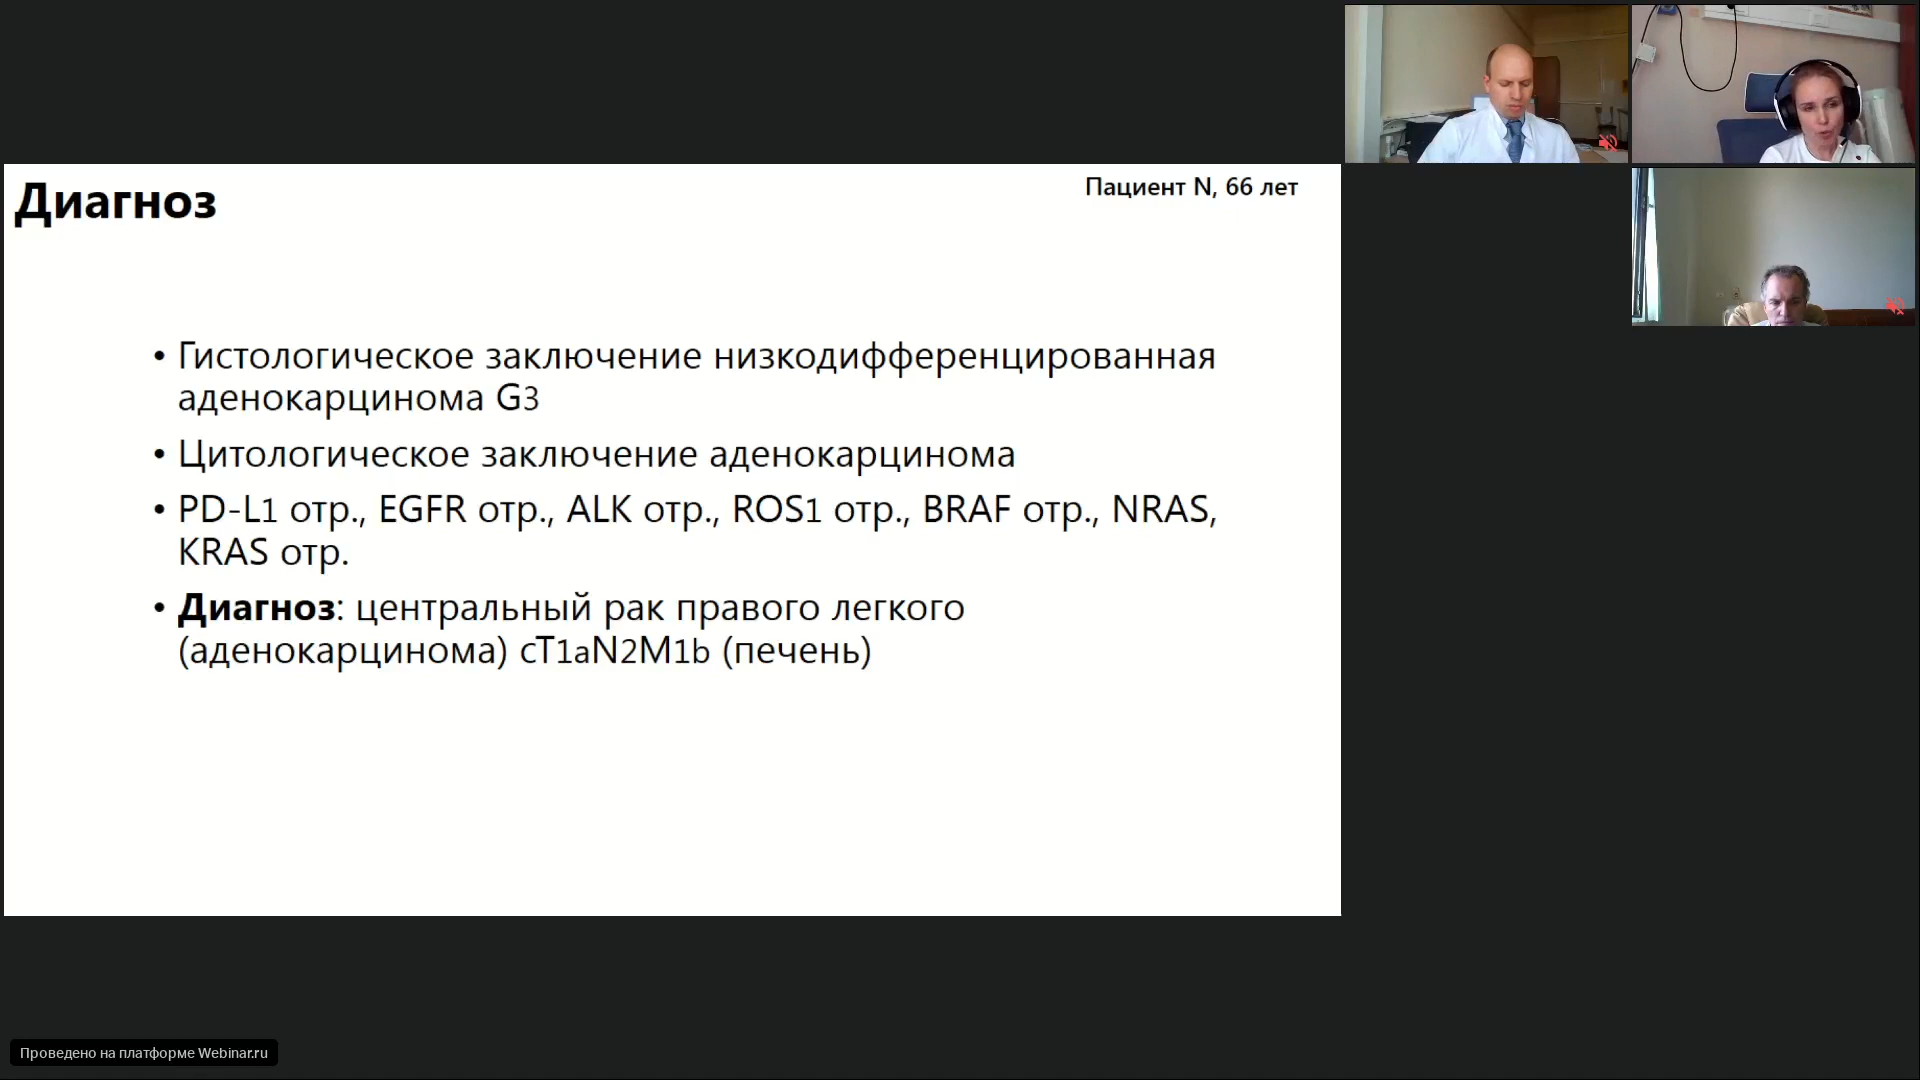 Диагноз
Пациент N, 66 лет
• Гистологическое заключение низкодифференцированная
аденокарцинома G3
• Цитологическое заключение аденокарцинома
• PD-L1 отр., EGFR отр., ALK отр., ROS1 отр., BRAF отр., NRAS,
KRAS отр.
• Диагноз: центральный рак правого легкого
(аденокарцинома) cT1aN2M1b (печень)
Проведено на платформе Webinar.ru